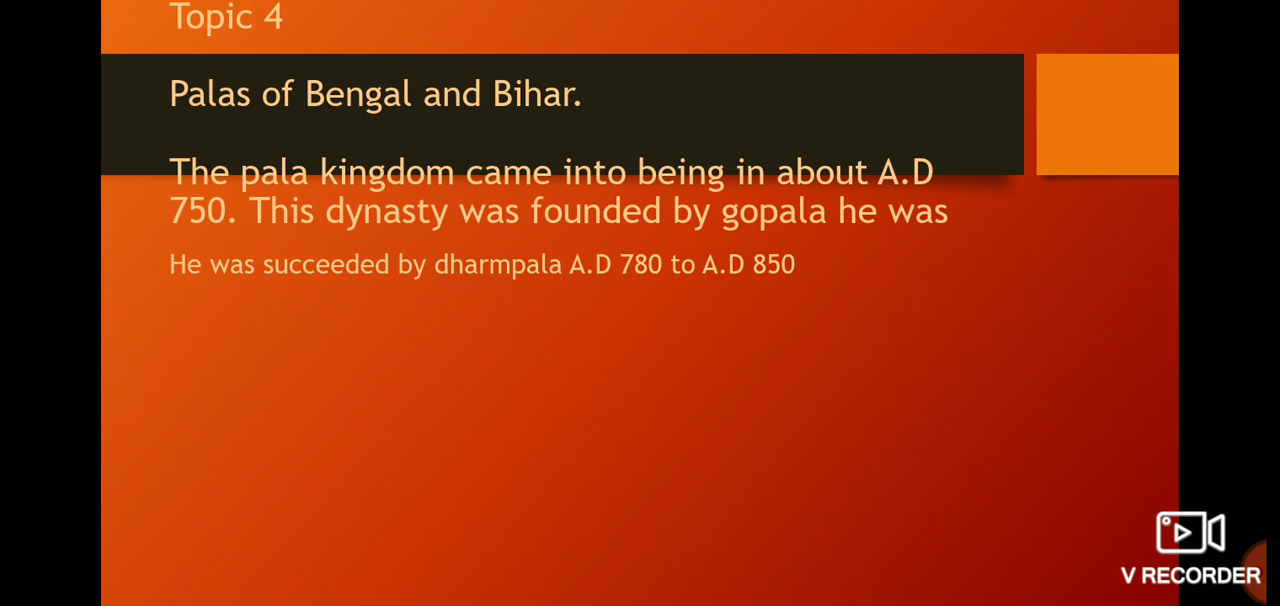 Topic 4
Palas of Bengal and Bihar.
The pala kingdom came into being in about A.D
750. This dynasty was founded by gopala he was
He was succeeded by dharmpala A.D 780 to A.D 850
V RECORDER